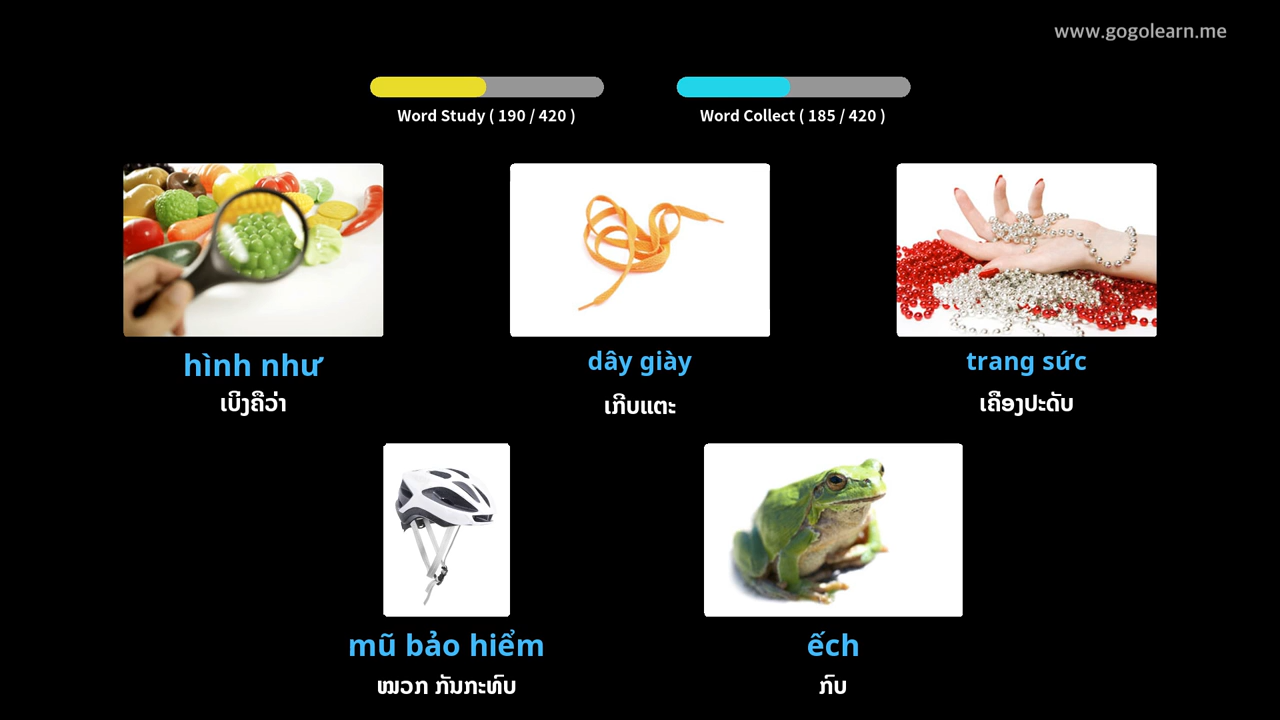 www.gogolearn.me
Word Study ( 190 / 420 )
Word Collect ( 185 / 420 )
hình như
ເບິງຄືວ່າ
dây giày
ເກີບແຕະ
trang sức
ເຄືອງປະດັບ
mũ bảo hiểm
ໝວກ ກັນກະທົບ
ếch
ກົບ